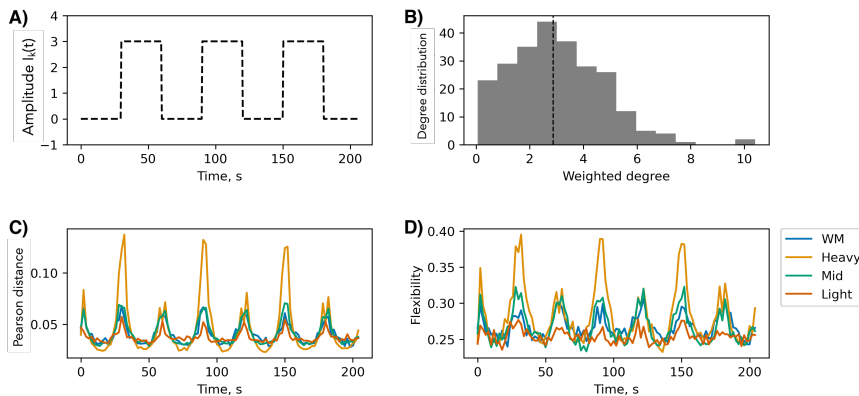 A)
Amplitude Iₖ(t)
4
3
2
1
0
−1
0 50 100 150 200
Time, s
B)
Degree distribution
40
30
20
10
0
0 2 4 6 8 10
Weighted degree
C)
Pearson distance
0.10
0.05
0 50 100 150 200
Time, s
D)
Flexibility
0.40
0.35
0.30
0.25
0 50 100 150 200
Time, s
WM
Heavy
Mid
Light